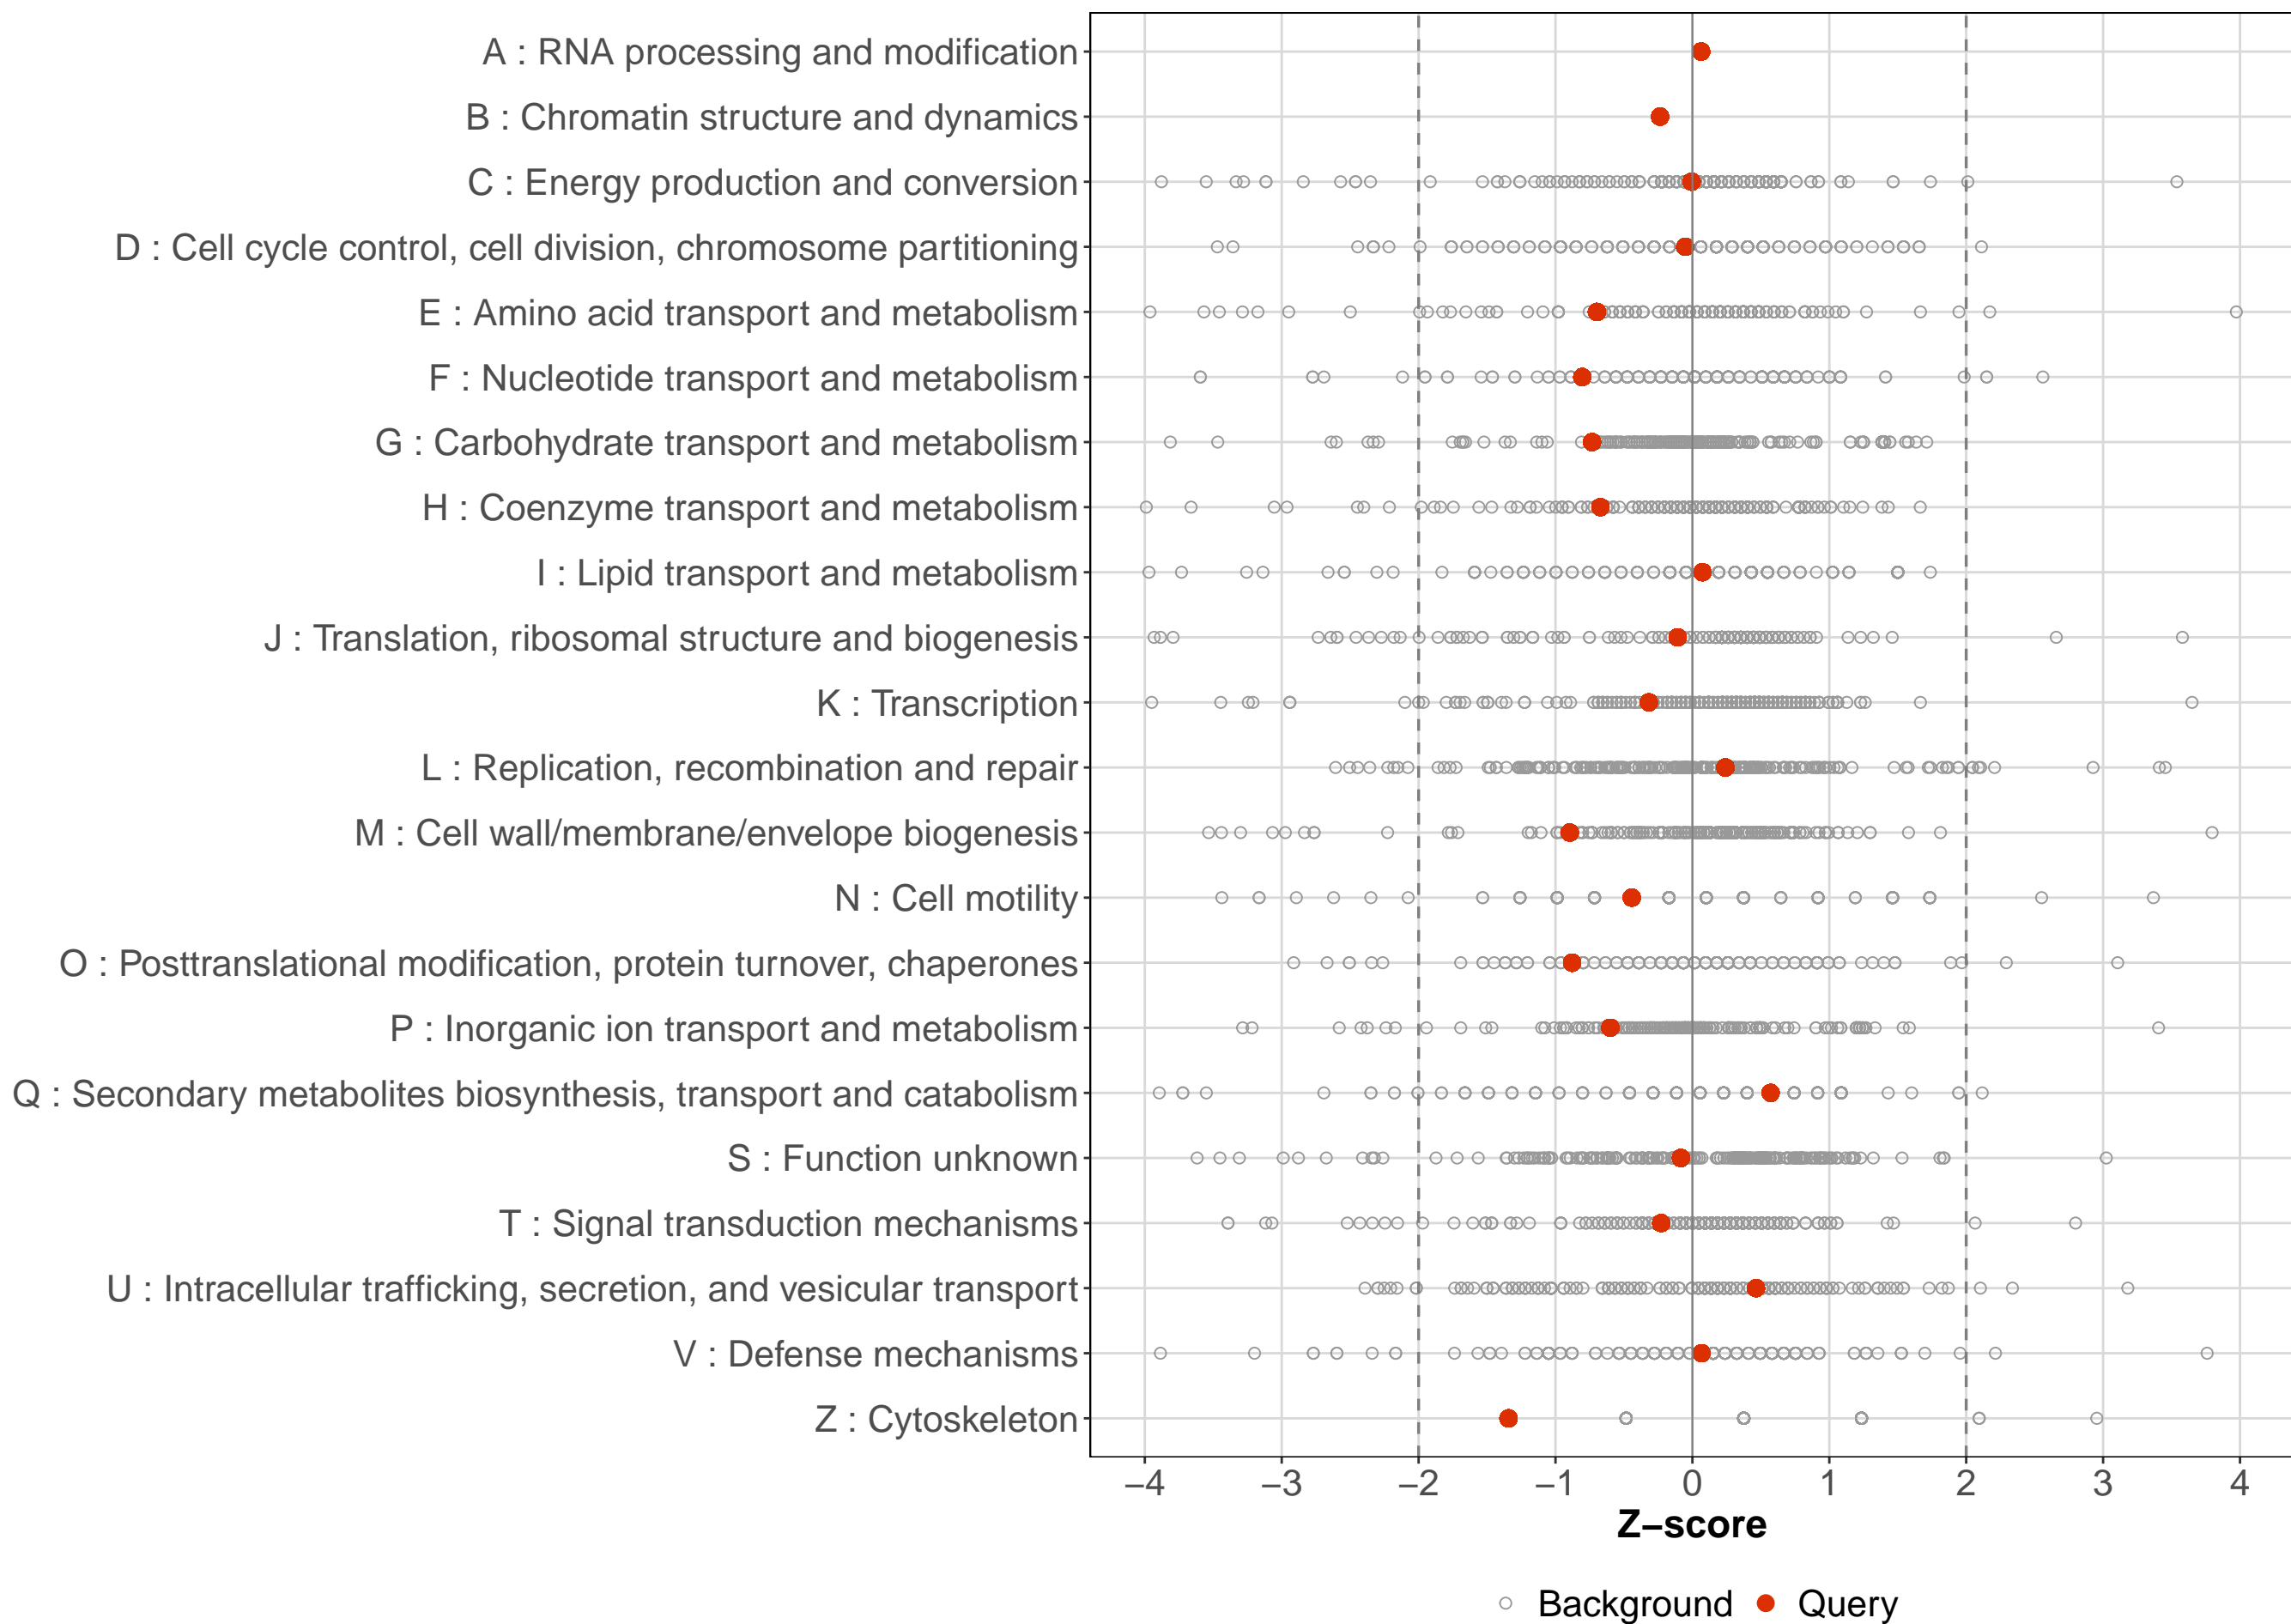 A : RNA processing and modification
B : Chromatin structure and dynamics
C : Energy production and conversion
D : Cell cycle control, cell division, chromosome partitioning
E : Amino acid transport and metabolism
F : Nucleotide transport and metabolism
G : Carbohydrate transport and metabolism
H : Coenzyme transport and metabolism
I : Lipid transport and metabolism
J : Translation, ribosomal structure and biogenesis
K : Transcription
L : Replication, recombination and repair
M : Cell wall/membrane/envelope biogenesis
N : Cell motility
O : Posttranslational modification, protein turnover, chaperones
P : Inorganic ion transport and metabolism
Q : Secondary metabolites biosynthesis, transport and catabolism
S : Function unknown
T : Signal transduction mechanisms
U : Intracellular trafficking, secretion, and vesicular transport
V : Defense mechanisms
Z : Cytoskeleton
−4 −3 −2 −1 0 1 2 3 4
Z−score
Background Query